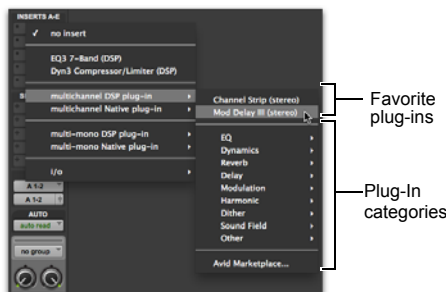 INSERTS A-E
✓ no insert
EQ3 7-Band (DSP)
Dyn3 Compressor/Limiter (DSP)
multichannel DSP plug-in
multichannel Native plug-in
multi-mono DSP plug-in
multi-mono Native plug-in
i/o
Channel Strip (stereo)
Mod Delay III (stereo)
EQ
Dynamics
Reverb
Delay
Modulation
Harmonic
Dither
Sound Field
Other
Avid Marketplace...
Favorite
plug-ins
Plug-In
categories
A 1-2
A 1-2
AUTO
auto read
no group